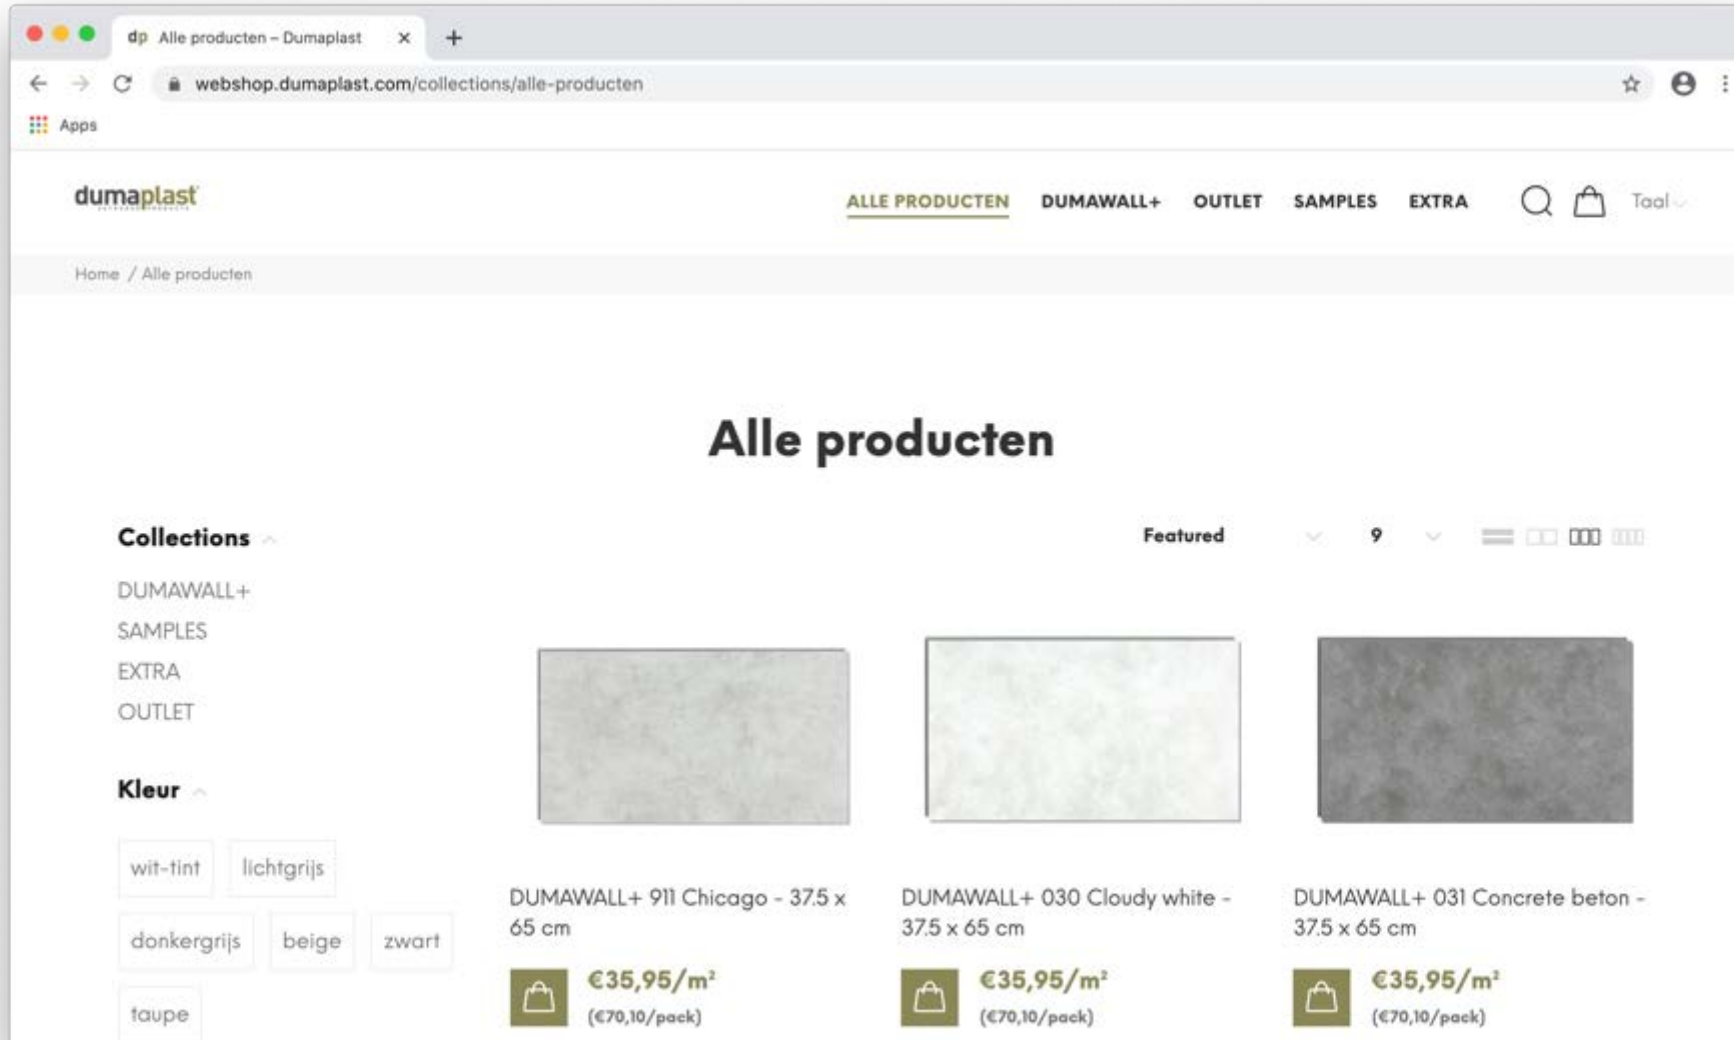 dp Alle producten – Dumaplast
webshop.dumaplast.com/collections/alle-producten
Apps
dumaplast
ALLE PRODUCTEN DUMAWALL+ OUTLET SAMPLES EXTRA Taal
Home / Alle producten
Alle producten
Collections
Featured 9
DUMAWALL+
SAMPLES
EXTRA
OUTLET
Kleur
wit-tint lichtgrijs
donkergrijs beige zwart
taupe
DUMAWALL+ 911 Chicago - 37.5 x
65 cm
€35,95/m²
(€70,10/pack)
DUMAWALL+ 030 Cloudy white -
37.5 x 65 cm
€35,95/m²
(€70,10/pack)
DUMAWALL+ 031 Concrete beton -
37.5 x 65 cm
€35,95/m²
(€70,10/pack)